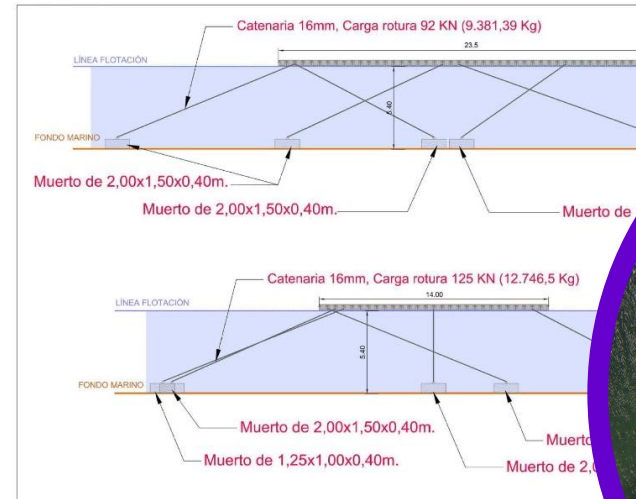 Catenaria 16mm, Carga rotura 92 KN (9.381,39 Kg)
23.5
LÍNEA FLOTACIÓN
5.40
FONDO MARINO
Muerto de 2,00x1,50x0,40m.
Muerto de 2,00x1,50x0,40m.
Muerto de
Catenaria 16mm, Carga rotura 125 KN (12.746,5 Kg)
14.00
LÍNEA FLOTACIÓN
5.40
FONDO MARINO
Muerto de 2,00x1,50x0,40m.
Muerto
Muerto de 1,25x1,00x0,40m.
Muerto de 2,0